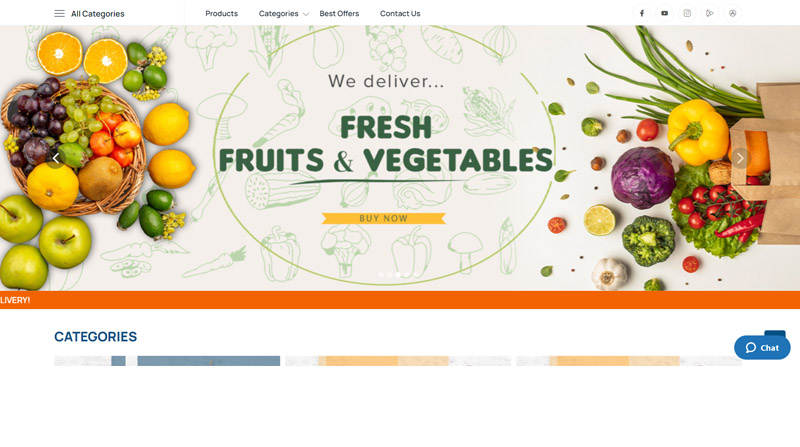 All Categories
Products
Categories
Best Offers
Contact Us
We deliver...
FRESH
FRUITS & VEGETABLES
BUY NOW
LIVERY!
CATEGORIES
Chat